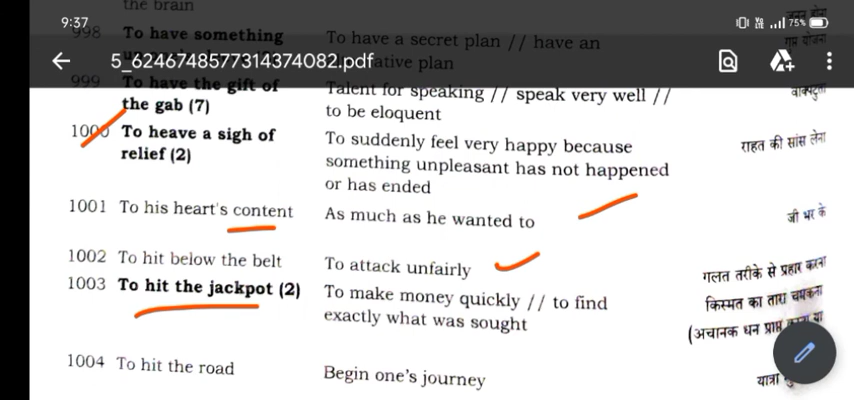 the brain
9:37
75%
998 To have something To have a secret plan // have an
5_6246748577314374082.pdf
plan
999 To have the gift of Talent for speaking // speak very well // वाक्पटुता
the gab (7) to be eloquent
1000 To heave a sigh of To suddenly feel very happy because राहत की सांस लेना
relief (2) something unpleasant has not happened
or has ended
1001 To his heart's content As much as he wanted to जी भर के
1002 To hit below the belt To attack unfairly गलत तरीके से प्रहार करना
1003 To hit the jackpot (2) To make money quickly // to find किस्मत का तारा चमकना
exactly what was sought (अचानक धन प्राप्त या
1004 To hit the road Begin one's journey यात्रा